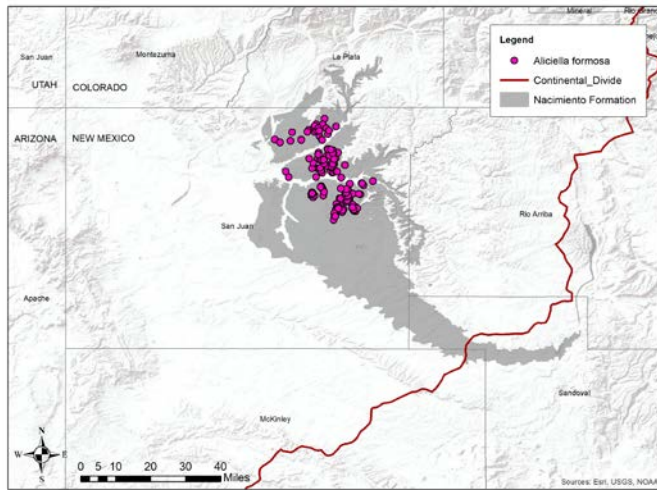 Mineral
Rio Grand
San Juan
Montezuma
La Plata
Legend
Aliciella formosa
Continental_Divide
Nacimiento Formation
UTAH
COLORADO
ARIZONA
NEW MEXICO
San Juan
Rio Arriba
Apache
McKinley
Sandoval
N
W
E
S
0 5 10 20 30 40
Miles
Sources: Esri, USGS, NOAA